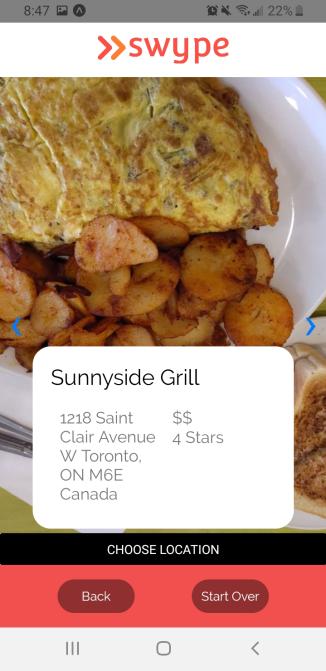 8:47 22%
swype
Sunnyside Grill
1218 Saint
Clair Avenue
W Toronto,
ON M6E
Canada
$$
4 Stars
CHOOSE LOCATION
Back Start Over